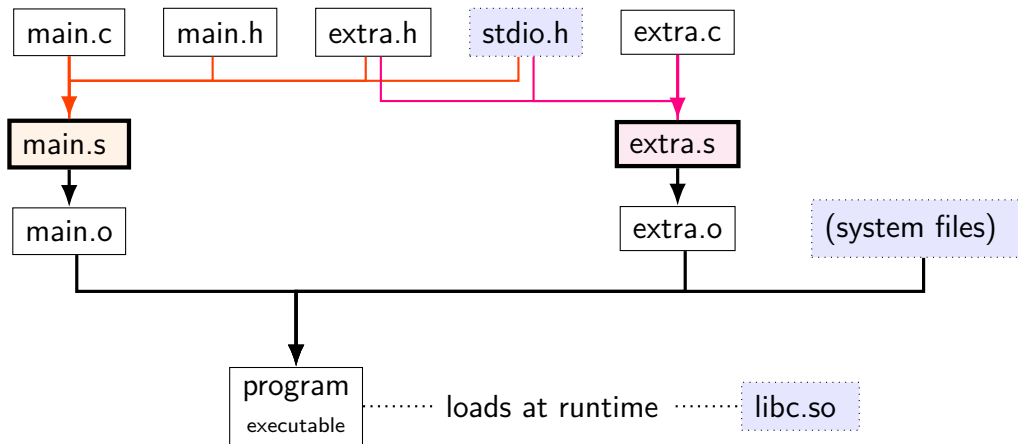 main.c
main.h
extra.h
stdio.h
extra.c
main.s
extra.s
main.o
extra.o
(system files)
program
executable
loads at runtime
libc.so